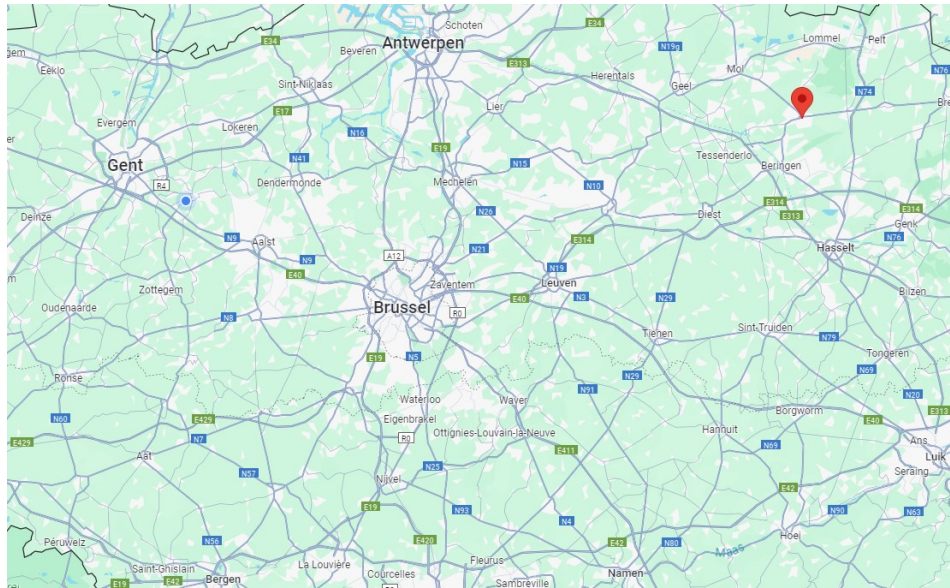 Schoten
E34
E34
Lommel
Pelt
N19g
Antwerpen
Beveren
gem
Eeklo
E313
Herentals
Mol
N76
Sint-Niklaas
Geel
N74
Lier
Bre
E17
Evergem
Lokeren
N16
E19
Tessenderlo
Gent
N41
N15
Beringen
Mechelen
R4
Dendermonde
N10
E314
E314
Deinze
N26
Diest
E313
Genk
N9
Aalst
N21
E314
N76
Hasselt
N9
A12
N19
E40
Zaventem
Leuven
m
Zottegem
N3
Bilzen
Oudenaarde
Brussel
E40
N29
N8
R0
Tienen
Sint-Truiden
N79
E19
N5
Tongeren
Ronse
N29
N69
N91
N20
Waterloo
Waver
N60
E429
Eigenbrakel
Borgworm
E313
E429
N7
R0
Ottignies-Louvain-la-Neuve
Hannuit
E40
Ans
Aat
E411
N69
Luik
N57
N25
Seraing
Nijvel
E42
E19
N93
N90
N63
N4
Hoei
Péruwelz
N56
E420
E42
N80
Maas
Saint-Ghislain
La Louvière
Fleurus
E19
E42
Bergen
Courcelles
Namen
Sambreville